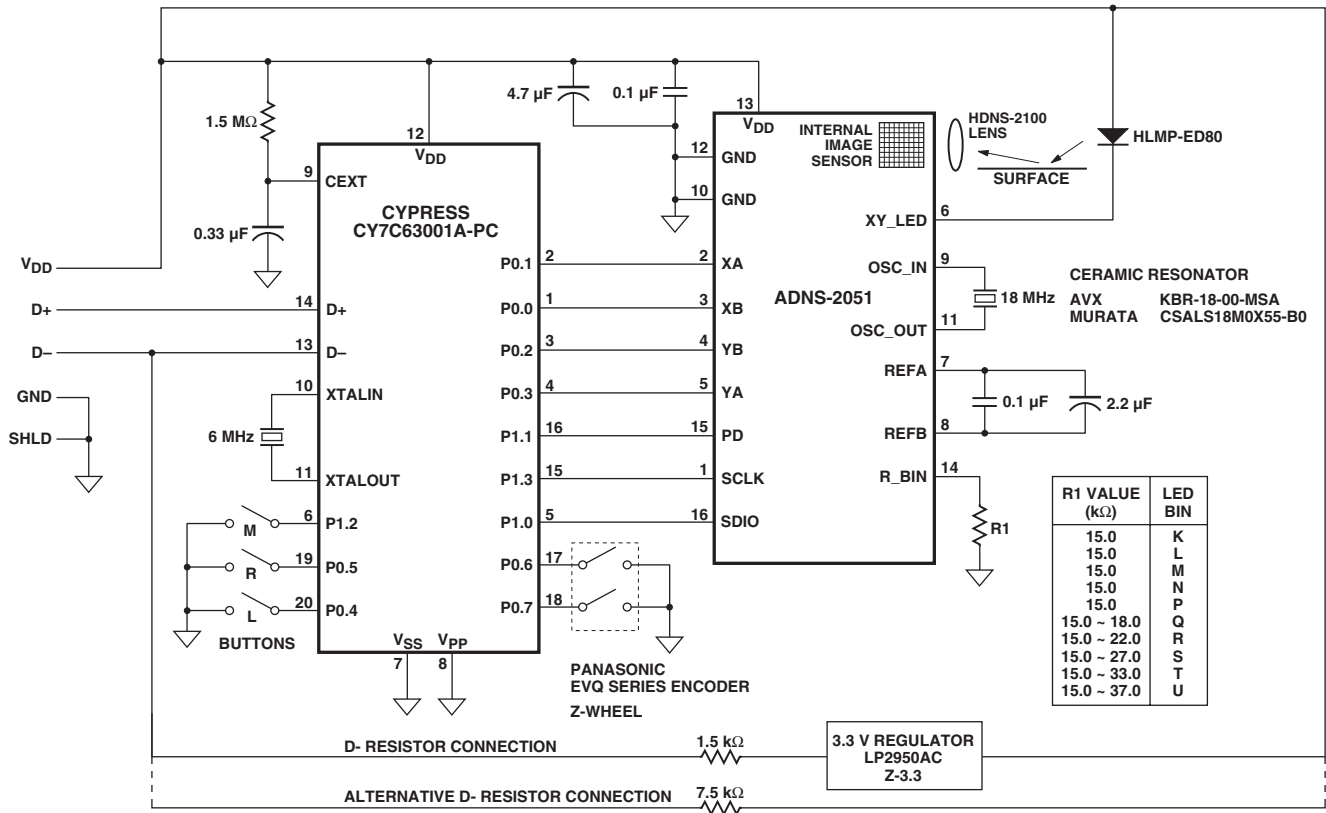 4.7 µF
0.1 µF
1.5 MΩ
12
VDD
9
CEXT
CYPRESS
CY7C63001A-PC
0.33 µF
VDD
D+
D–
GND
SHLD
14
D+
13
D–
10
XTALIN
6 MHz
11
XTALOUT
6
P1.2
M
19
P0.5
R
20
P0.4
L
BUTTONS
VSS
7
VPP
8
P0.1
2
P0.0
1
P0.2
3
P0.3
4
P1.1
16
P1.3
15
P1.0
5
P0.6
17
P0.7
18
PANASONIC
EVQ SERIES ENCODER
Z-WHEEL
13
VDD
INTERNAL
IMAGE
SENSOR
12
GND
10
GND
ADNS-2051
2
XA
3
XB
4
YB
5
YA
15
PD
1
SCLK
16
SDIO
HDNS-2100
LENS
SURFACE
HLMP-ED80
XY_LED
6
OSC_IN
9
18 MHz
OSC_OUT
11
CERAMIC RESONATOR
AVX KBR-18-00-MSA
MURATA CSALS18M0X55-B0
REFA
7
0.1 µF
2.2 µF
REFB
8
R_BIN
14
R1
R1 VALUE LED
(kΩ) BIN
15.0 K
15.0 L
15.0 M
15.0 N
15.0 P
15.0 ~ 18.0 Q
15.0 ~ 22.0 R
15.0 ~ 27.0 S
15.0 ~ 33.0 T
15.0 ~ 37.0 U
D- RESISTOR CONNECTION
1.5 kΩ
3.3 V REGULATOR
LP2950AC
Z-3.3
ALTERNATIVE D- RESISTOR CONNECTION
7.5 kΩ